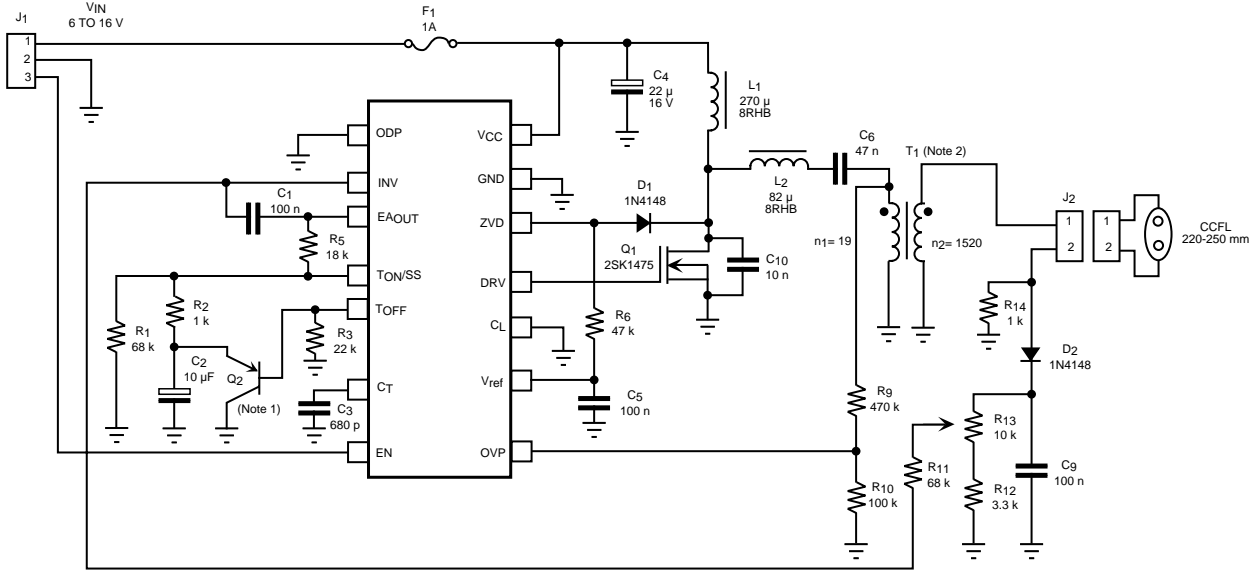 J1
VIN
6 TO 16 V
1
2
3
F1
1A
C4
22 µ
16 V
L1
270 µ
8RHB
L2
82 µ
8RHB
C6
47 n
T1 (Note 2)
n1= 19
n2= 1520
J2
1
2
1
2
CCFL
220-250 mm
ODP
INV
EAOUT
TON/SS
TOFF
CT
EN
VCC
GND
ZVD
DRV
CL
Vref
OVP
C1
100 n
R5
18 k
R2
1 k
R1
68 k
C2
10 µF
Q2
(Note 1)
R3
22 k
C3
680 p
D1
1N4148
Q1
2SK1475
C10
10 n
R6
47 k
C5
100 n
R9
470 k
R10
100 k
R11
68 k
R14
1 k
D2
1N4148
R13
10 k
R12
3.3 k
C9
100 n